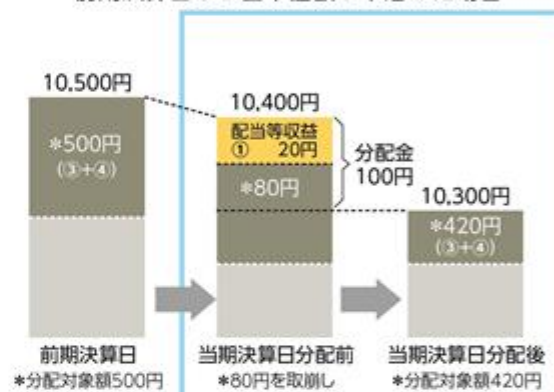 10,500円
*500円
(③+④)
前期決算日
*分配対象額500円
10,400円
配当等収益
① 20円
*80円
分配金
100円
当期決算日分配前
*80円を取崩し
10,300円
*420円
(③+④)
当期決算日分配後
*分配対象額420円